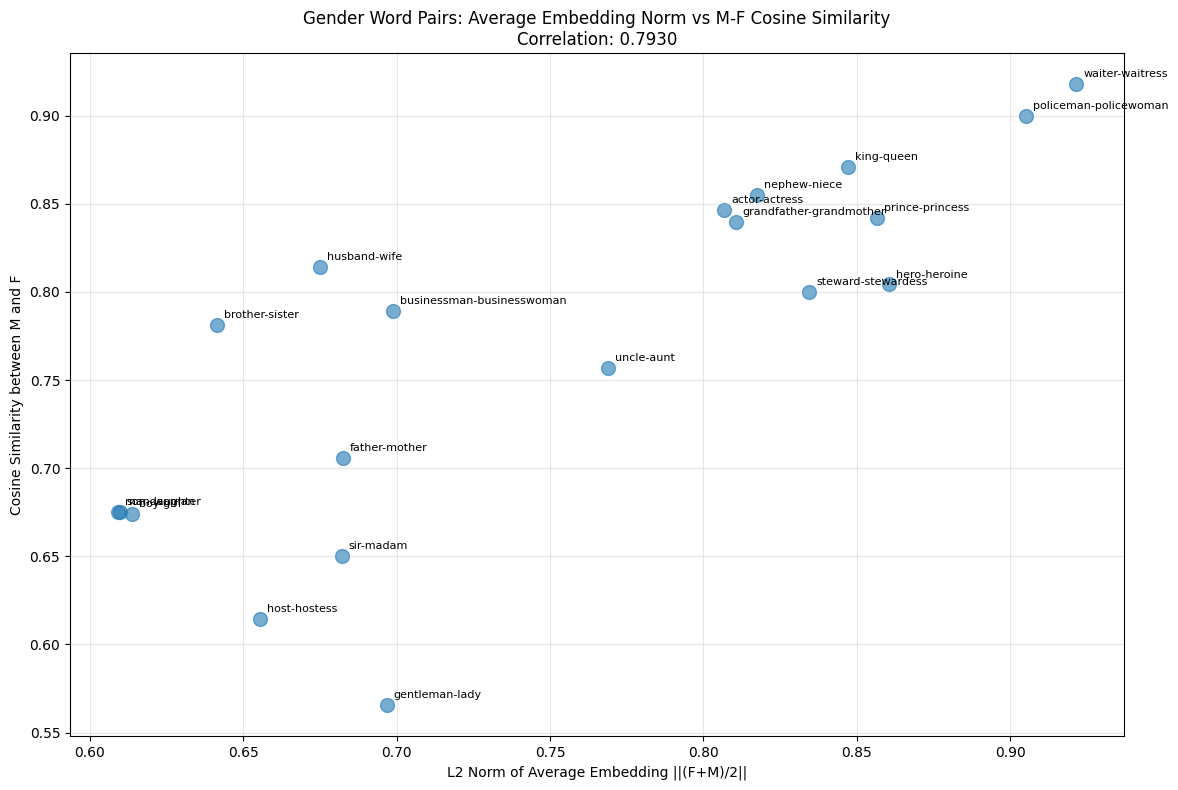 Gender Word Pairs: Average Embedding Norm vs M-F Cosine Similarity
Correlation: 0.7930
waiter-waitress
policeman-policewoman
king-queen
nephew-niece
actor-actress
prince-princess
grandfather-grandmother
husband-wife
hero-heroine
steward-stewardess
businessman-businesswoman
brother-sister
uncle-aunt
father-mother
boy-girl
sir-madam
host-hostess
gentleman-lady
Cosine Similarity between M and F
0.90
0.85
0.80
0.75
0.70
0.65
0.60
0.55
0.60
0.65
0.70
0.75
0.80
0.85
0.90
L2 Norm of Average Embedding ||(F+M)/2||